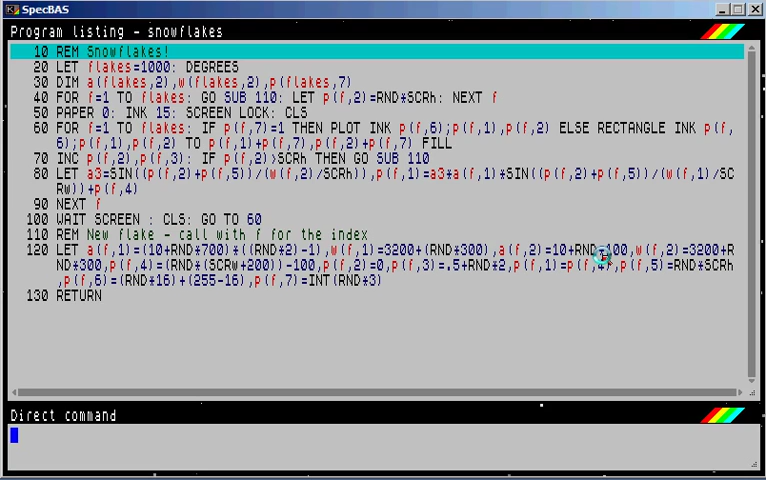 SpecBAS
Program listing - snowflakes
10 REM Snowflakes!
20 LET flakes=1000: DEGREES
30 DIM a(flakes,2),w(flakes,2),p(flakes,7)
40 FOR f=1 TO flakes: GO SUB 110: LET p(f,2)=RND*SCRh: NEXT f
50 PAPER 0: INK 15: SCREEN LOCK: CLS
60 FOR f=1 TO flakes: IF p(f,7)=1 THEN PLOT INK p(f,6);p(f,1),p(f,2) ELSE RECTANGLE INK p(f,
6);p(f,1),p(f,2) TO p(f,1)+p(f,7),p(f,2)+p(f,7) FILL
70 INC p(f,2),p(f,3): IF p(f,2)>SCRh THEN GO SUB 110
80 LET a3=SIN((p(f,2)+p(f,5))/(w(f,2)/SCRh)),p(f,1)=a3*a(f,1)*SIN((p(f,2)+p(f,5))/(w(f,1)/SC
Rw))+p(f,4)
90 NEXT f
100 WAIT SCREEN : CLS: GO TO 60
110 REM New flake - call with f for the index
120 LET a(f,1)=(10+RND*700)*((RND*2)-1),w(f,1)=3200+(RND*300),a(f,2)=10+RND*100,w(f,2)=3200+R
ND*300,p(f,4)=(RND*(SCRw+200))-100,p(f,2)=0,p(f,3)=.5+RND*2,p(f,1)=p(f,4),p(f,5)=RND*SCRh
,p(f,6)=(RND*16)+(255-16),p(f,7)=INT(RND*3)
130 RETURN
Direct command